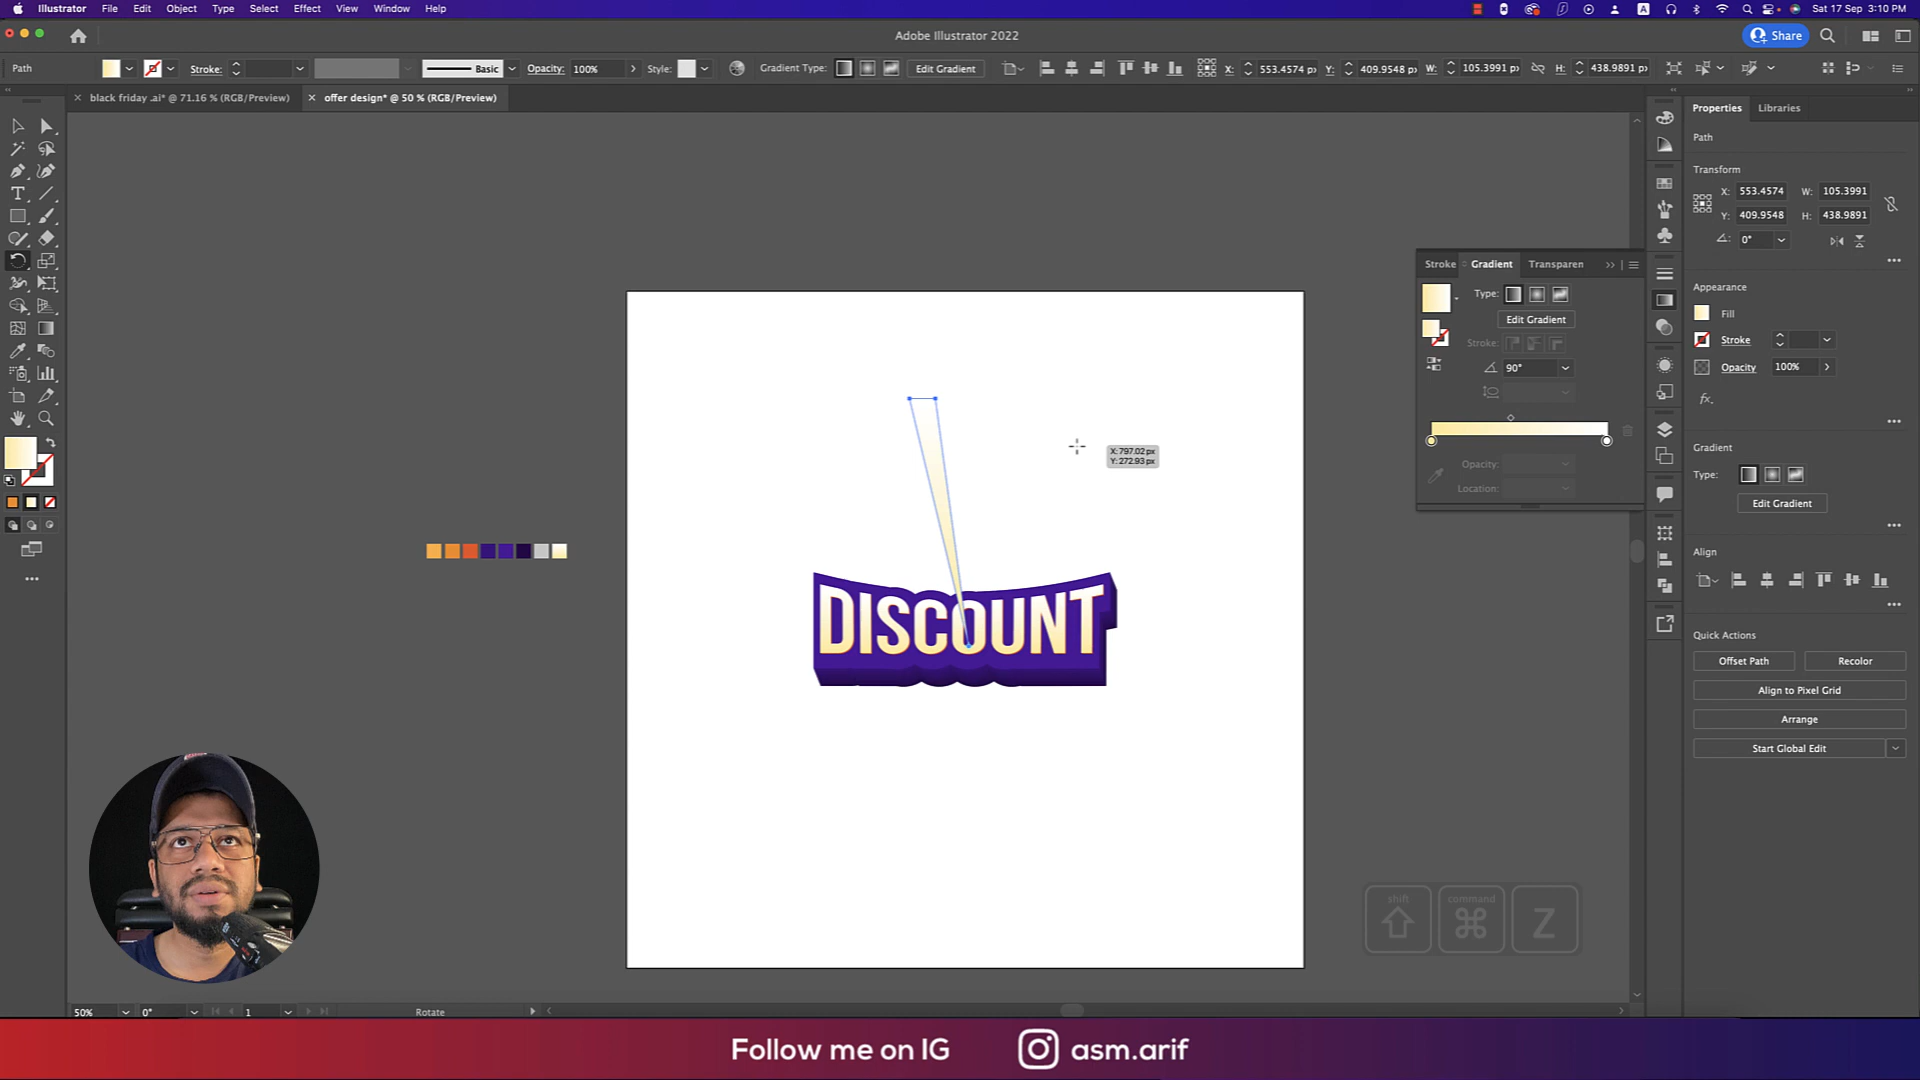 Illustrator File Edit Object Type Select Effect View Window Help
A
Sat 17 Sep 3:10 PM
Adobe Illustrator 2022
Share
Path
Stroke:
Basic
Opacity: 100%
Style:
Gradient Type:
Edit Gradient
X: 553.4574 p
Y: 409.9548 p
W: 105.3991 p
H: 438.9891 p
× black friday .ai* @ 71.16 % (RGB/Preview)
× offer design* @ 50 % (RGB/Preview)
Properties Libraries
Path
Transform
X: 553.4574 W: 105.3991
Y: 409.9548 H: 438.9891
0°
Appearance
Fill
Stroke
Opacity 100%
fx.
Gradient
Type:
Edit Gradient
Align
Quick Actions
Offset Path Recolor
Align to Pixel Grid
Arrange
Start Global Edit
Stroke Gradient Transparen
Type:
Edit Gradient
Stroke:
90°
Opacity:
Location:
X: 797.02 px
Y: 272.93 px
DISCOUNT
shift command
Z
50% 0° 1 Rotate
Follow me on IG asm.arif